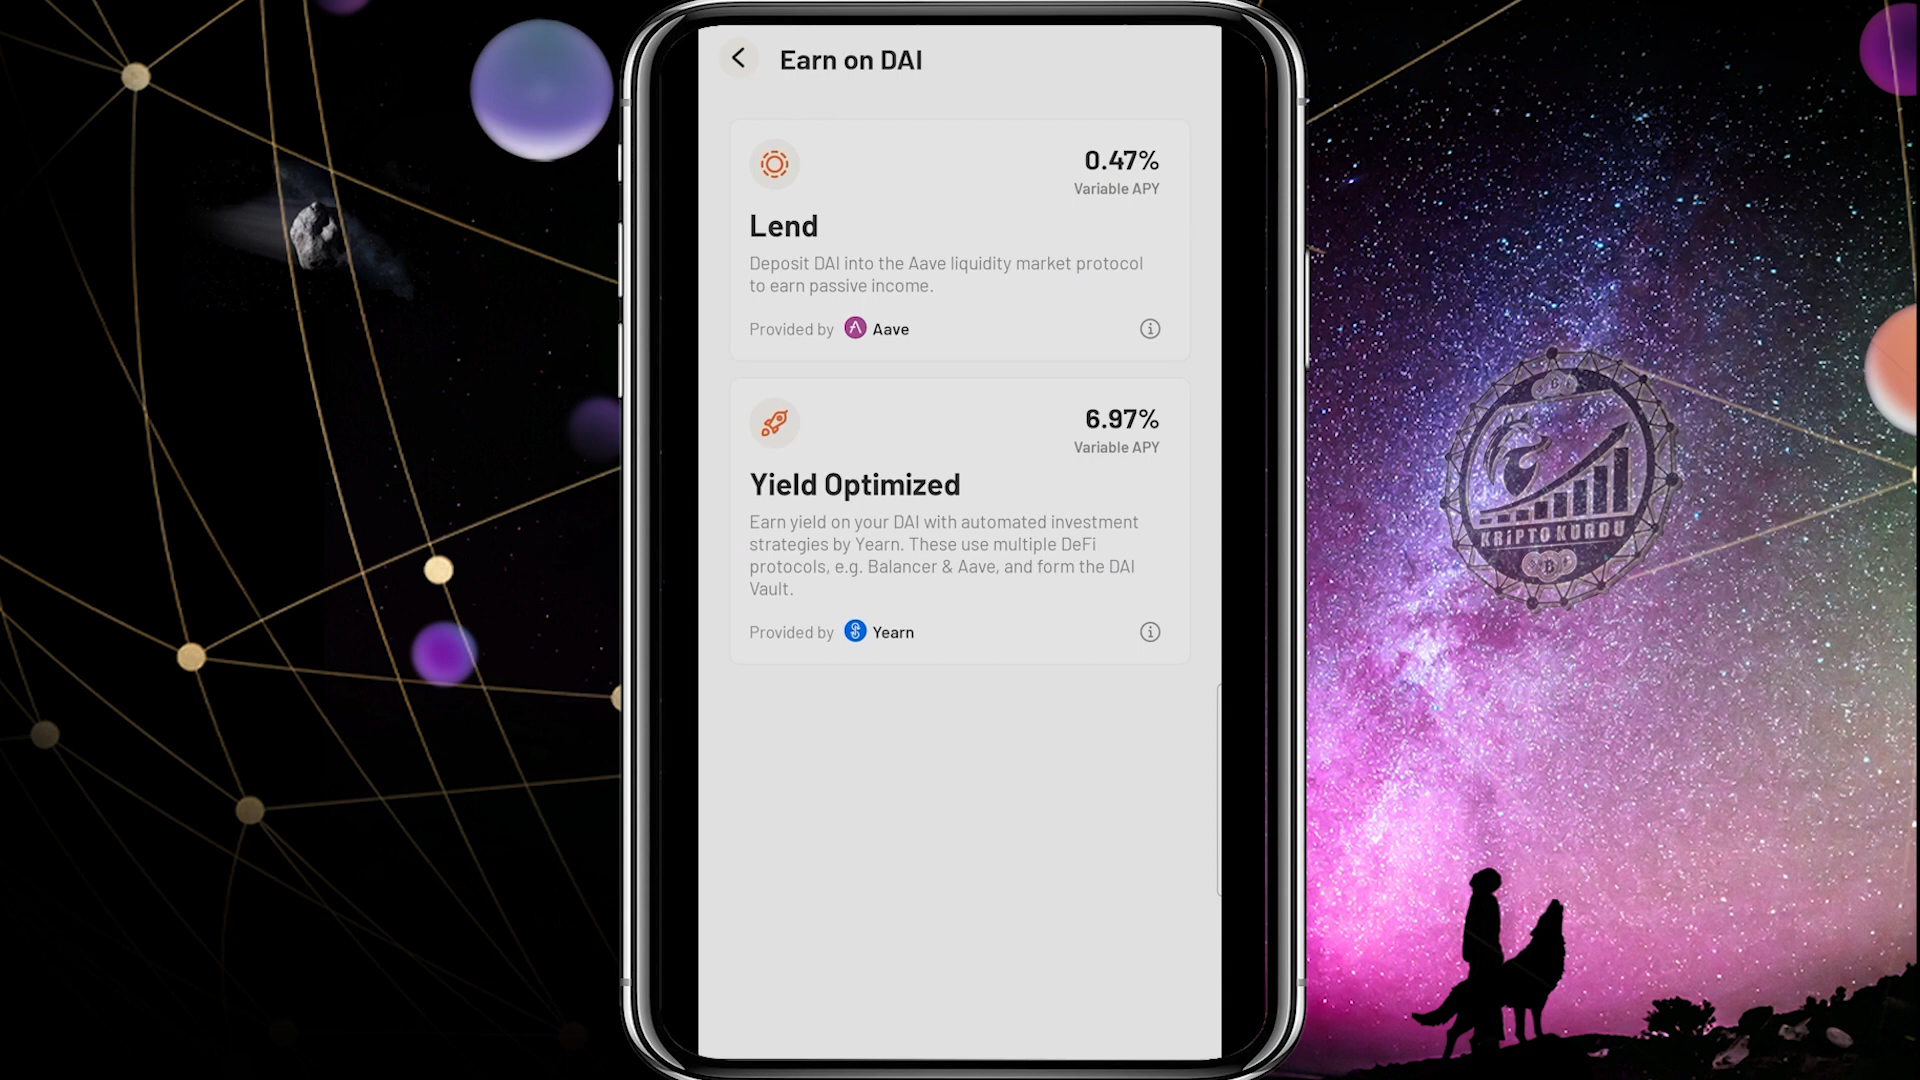 Earn on DAI
0.47%
Variable APY
Lend
Deposit DAI into the Aave liquidity market protocol
to earn passive income.
Provided by Aave
6.97%
Variable APY
Yield Optimized
Earn yield on your DAI with automated investment
strategies by Yearn. These use multiple DeFi
protocols, e.g. Balancer & Aave, and form the DAI
Vault.
Provided by Yearn
KRİPTO KURDU